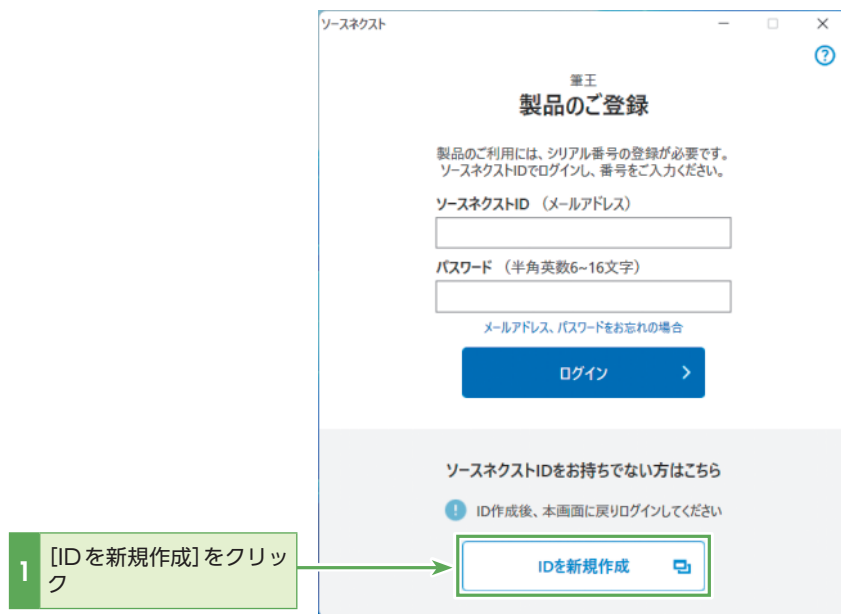 ソースネクスト
筆王
製品のご登録
製品のご利用には、シリアル番号の登録が必要です。
ソースネクストIDでログインし、番号をご入力ください。
ソースネクストID （メールアドレス）
パスワード （半角英数6~16文字）
メールアドレス、パスワードをお忘れの場合
ログイン
ソースネクストIDをお持ちでない方はこちら
ID作成後、本画面に戻りログインしてください
1
[IDを新規作成]をクリッ
ク
IDを新規作成